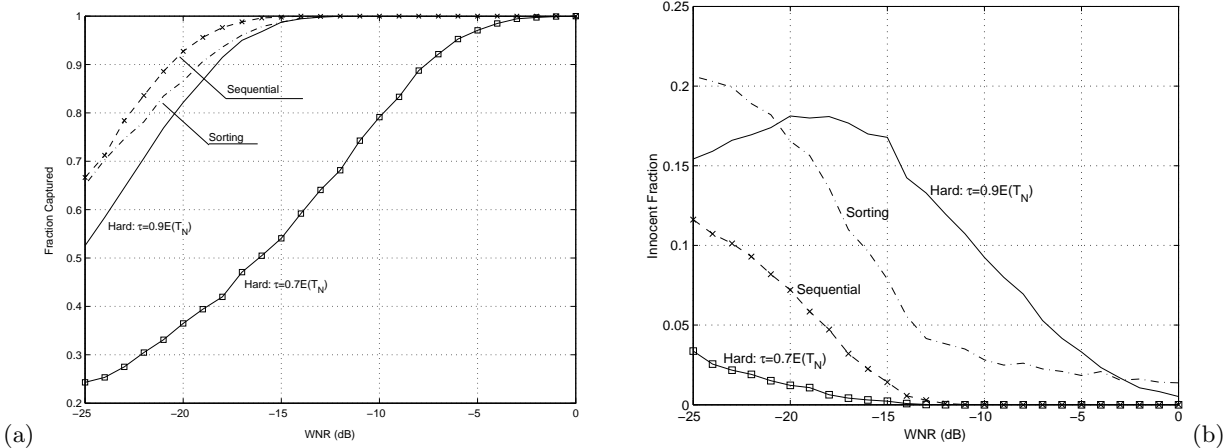 1
0.9
0.8
0.7
0.6
0.5
0.4
0.3
0.2
−25
−20
−15
−10
−5
0
WNR (dB)
Fraction Captured
Sequential
Sorting
Hard: τ=0.9E(T_N)
Hard: τ=0.7E(T_N)
(a)
0.2
0.15
0.1
0.05
0
−25
−20
−15
−10
−5
0
WNR (dB)
Innocent Fraction
Hard: τ=0.9E(T_N)
Sorting
Sequential
Hard: τ=0.7E(T_N)
(b)